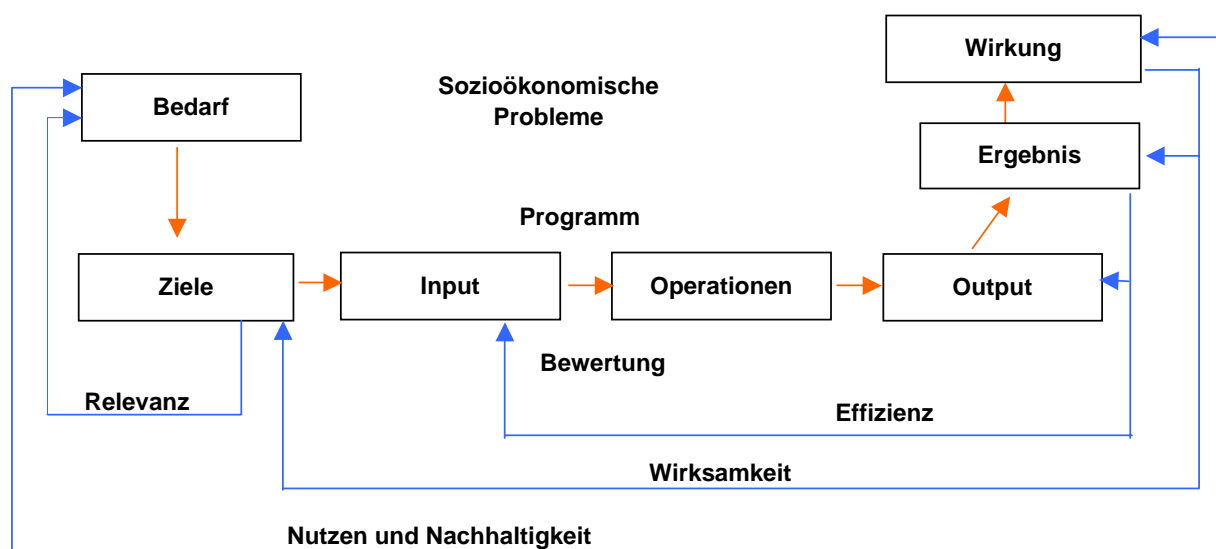 Wirkung
Sozioökonomische
Probleme
Bedarf
Ergebnis
Programm
Ziele
Input
Operationen
Output
Bewertung
Relevanz
Effizienz
Wirksamkeit
Nutzen und Nachhaltigkeit